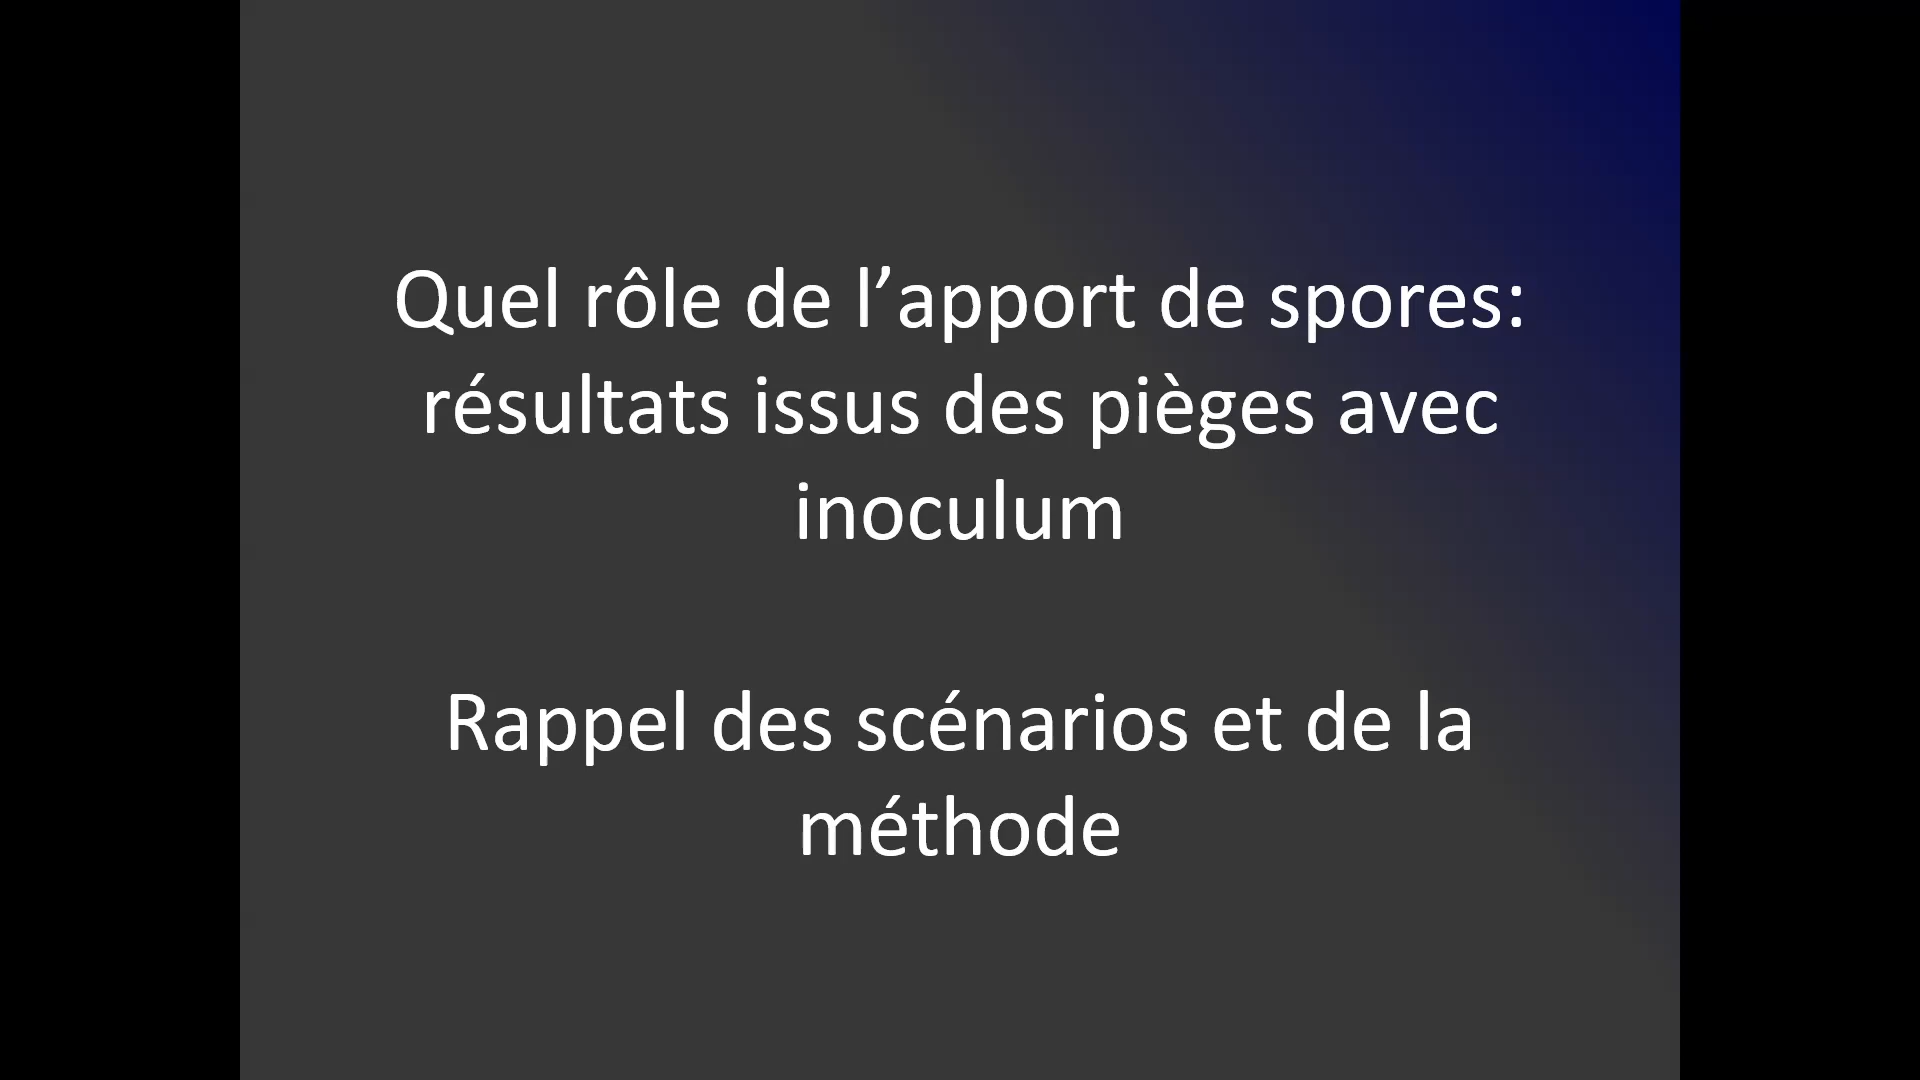 Quel rôle de l’apport de spores:
résultats issus des pièges avec
inoculum
Rappel des scénarios et de la
méthode